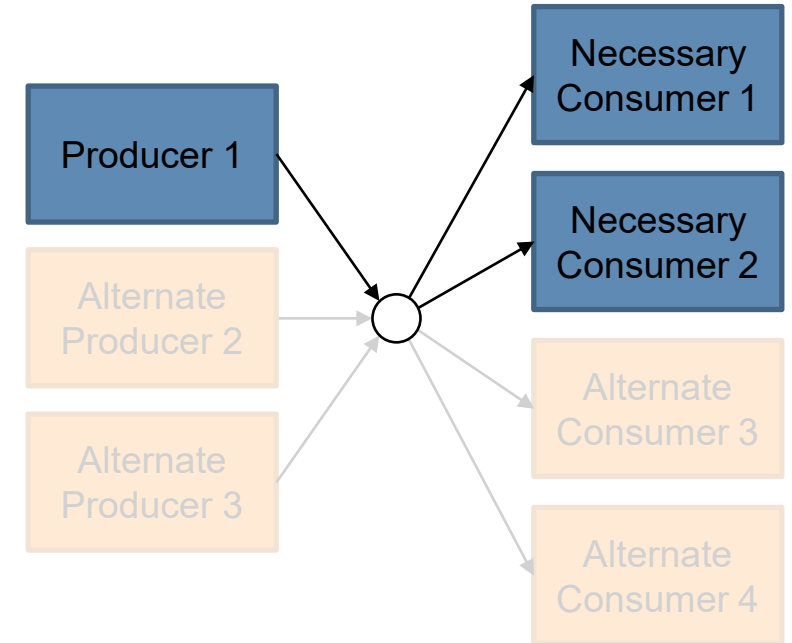 Producer 1
Alternate
Producer 2
Alternate
Producer 3
Necessary
Consumer 1
Necessary
Consumer 2
Alternate
Consumer 3
Alternate
Consumer 4